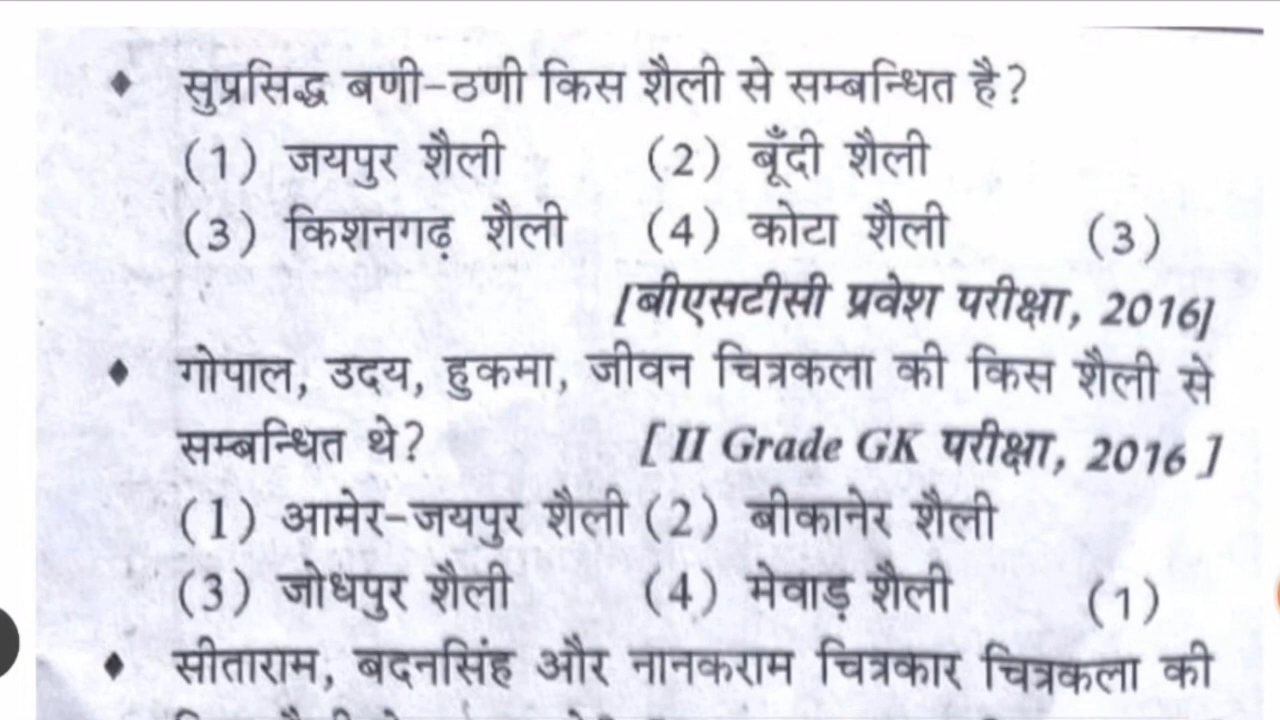 ♦ सुप्रसिद्ध बणी-ठणी किस शैली से सम्बन्धित है?
(1) जयपुर शैली (2) बूँदी शैली
(3) किशनगढ़ शैली (4) कोटा शैली (3)
[बीएसटीसी प्रवेश परीक्षा, 2016]
♦ गोपाल, उदय, हुकमा, जीवन चित्रकला की किस शैली से
सम्बन्धित थे? [II Grade GK परीक्षा, 2016]
(1) आमेर-जयपुर शैली (2) बीकानेर शैली
(3) जोधपुर शैली (4) मेवाड़ शैली (1)
♦ सीताराम, बदनसिंह और नानकराम चित्रकार चित्रकला की